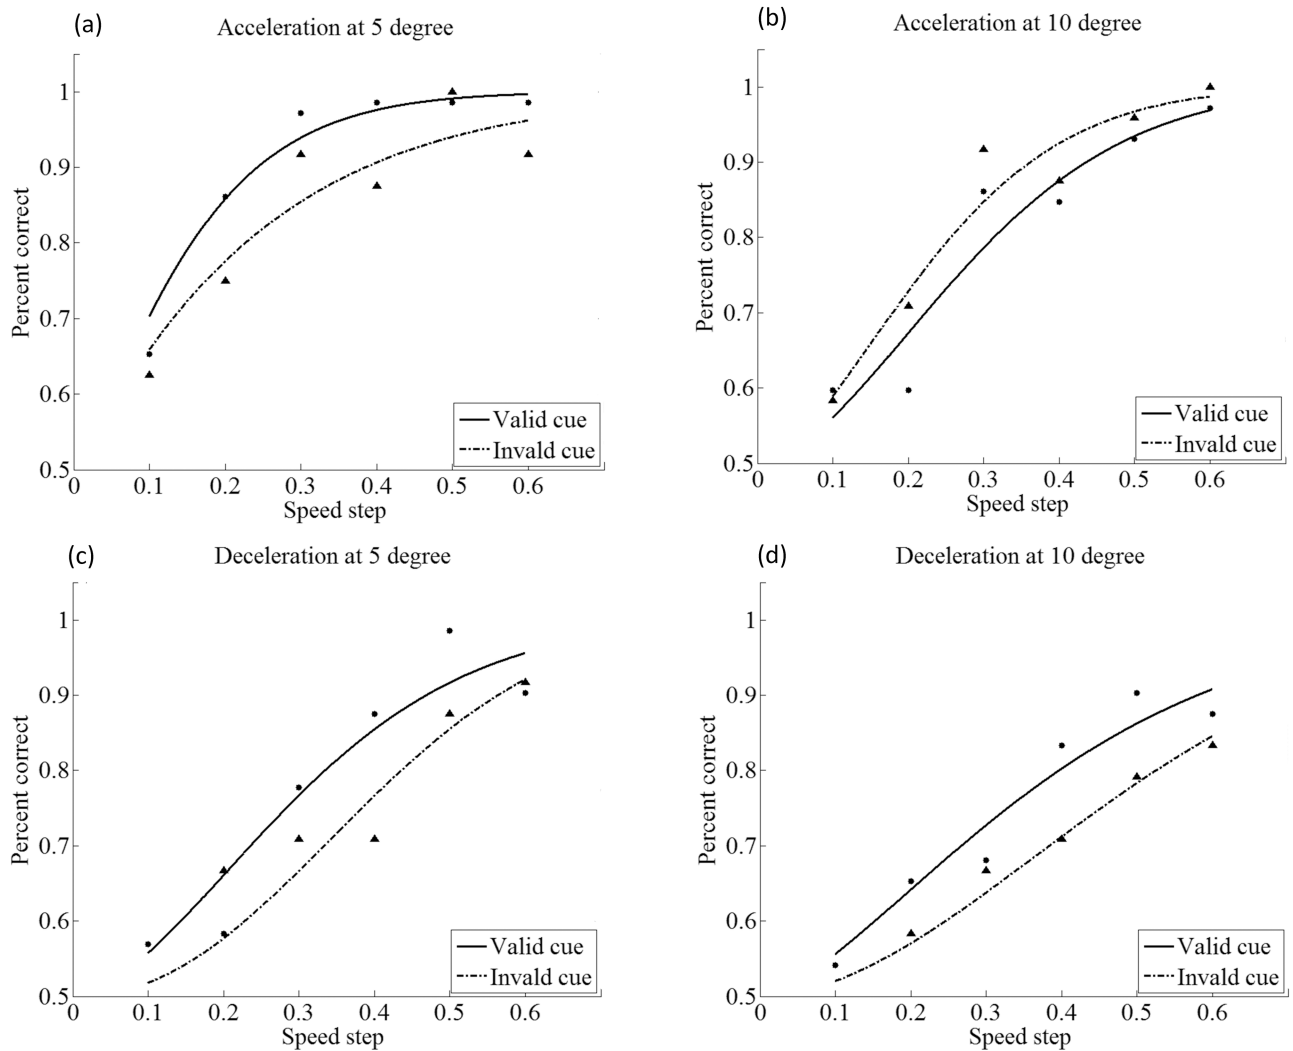 (a)
Acceleration at 5 degree
Percent correct
1
0.9
0.8
0.7
0.6
0.5
0
0.1
0.2
0.3
0.4
0.5
0.6
Speed step
Valid cue
Invald cue
(b)
Acceleration at 10 degree
Percent correct
1
0.9
0.8
0.7
0.6
0.5
0
0.1
0.2
0.3
0.4
0.5
0.6
Speed step
Valid cue
Invald cue
(c)
Deceleration at 5 degree
Percent correct
1
0.9
0.8
0.7
0.6
0.5
0
0.1
0.2
0.3
0.4
0.5
0.6
Speed step
Valid cue
Invald cue
(d)
Deceleration at 10 degree
Percent correct
1
0.9
0.8
0.7
0.6
0.5
0
0.1
0.2
0.3
0.4
0.5
0.6
Speed step
Valid cue
Invald cue